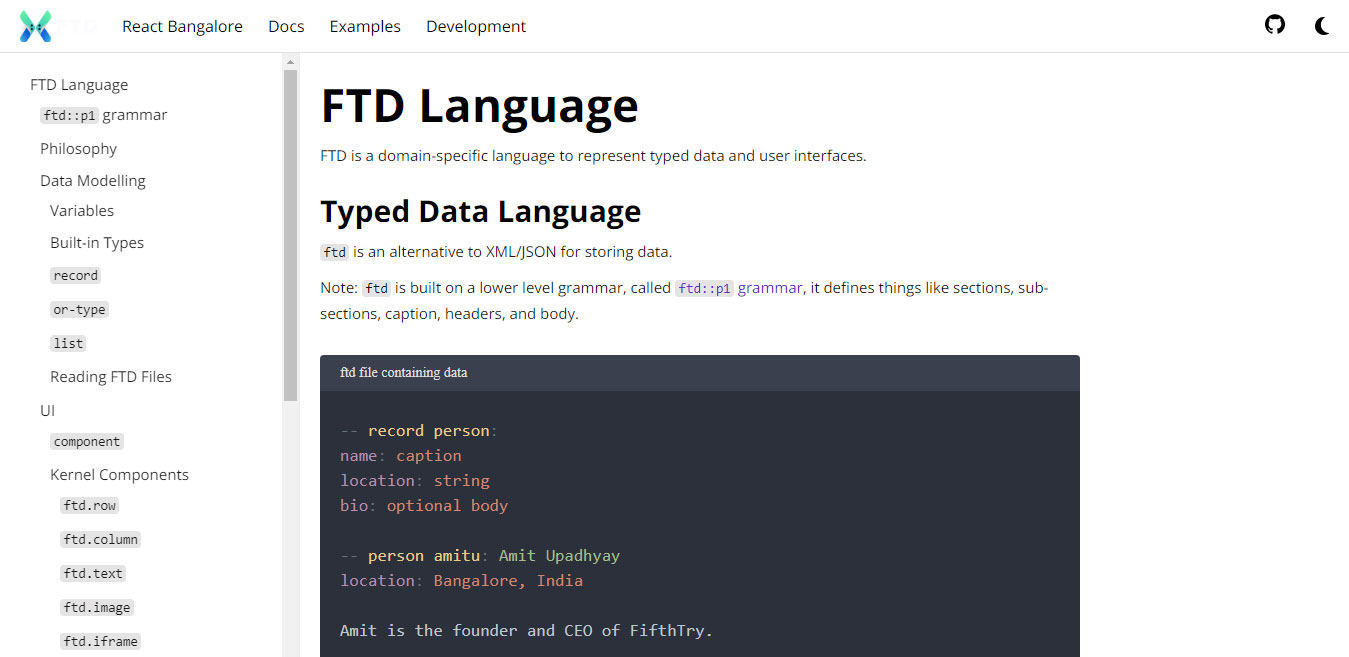 FTD
React Bangalore Docs Examples Development
FTD Language
ftd::p1 grammar
Philosophy
Data Modelling
Variables
Built-in Types
record
or-type
list
Reading FTD Files
UI
component
Kernel Components
ftd.row
ftd.column
ftd.text
ftd.image
ftd.iframe
FTD Language
FTD is a domain-specific language to represent typed data and user interfaces.
Typed Data Language
ftd is an alternative to XML/JSON for storing data.
Note: ftd is built on a lower level grammar, called ftd::p1 grammar, it defines things like sections, sub-
sections, caption, headers, and body.
ftd file containing data
-- record person:
name: caption
location: string
bio: optional body
-- person amitu: Amit Upadhyay
location: Bangalore, India
Amit is the founder and CEO of FifthTry.